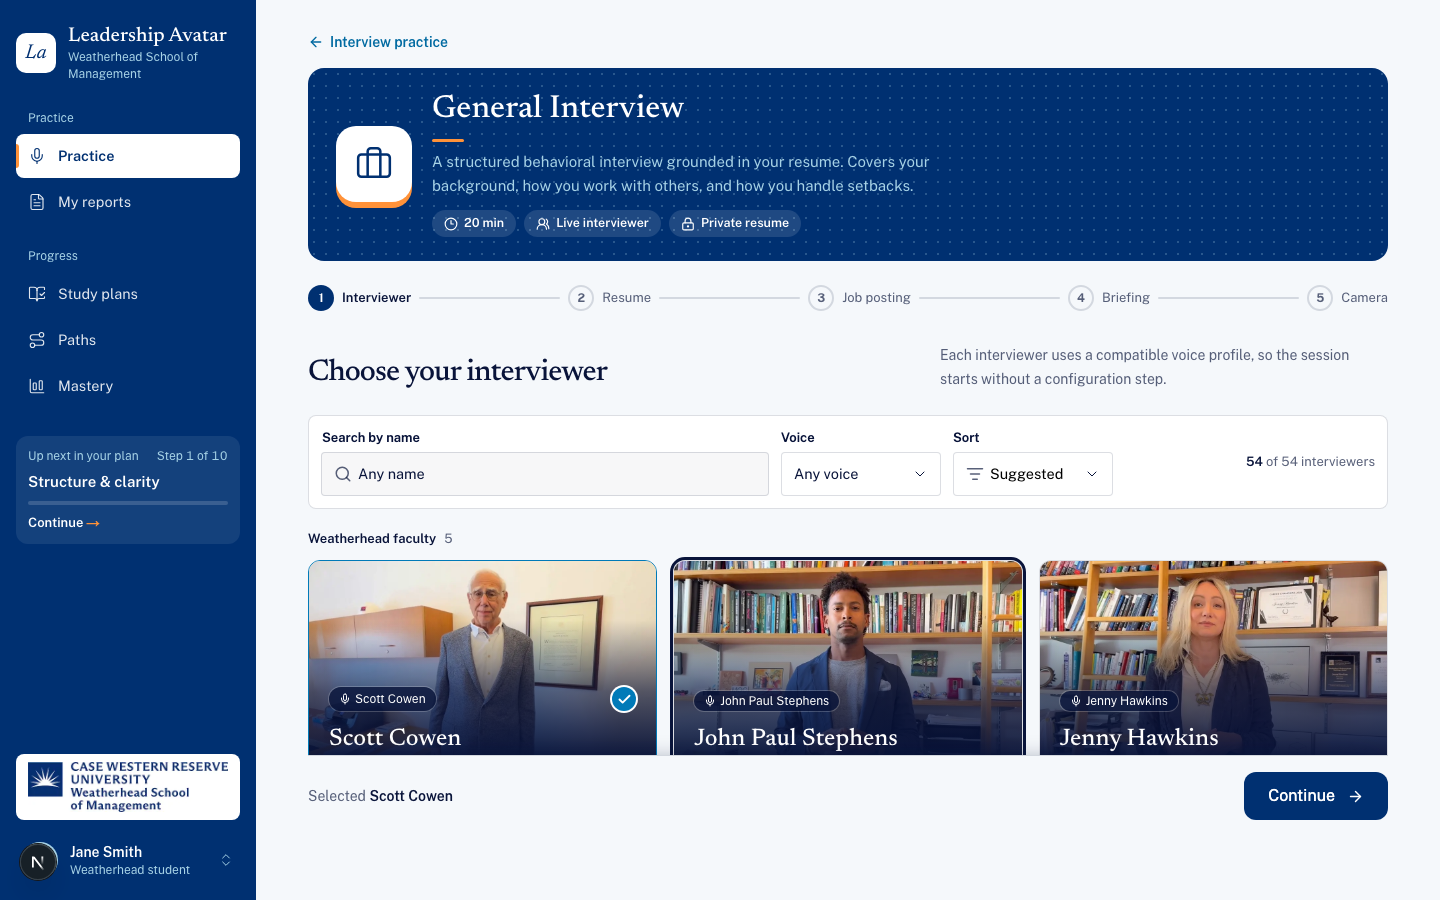 La
Leadership Avatar
Weatherhead School of
Management
Practice
Practice
My reports
Progress
Study plans
Paths
Mastery
Up next in your plan
Step 1 of 10
Structure & clarity
Continue →
CASE WESTERN RESERVE
UNIVERSITY
Weatherhead School
of Management
N
Jane Smith
Weatherhead student
← Interview practice
General Interview
A structured behavioral interview grounded in your resume. Covers your
background, how you work with others, and how you handle setbacks.
20 min
Live interviewer
Private resume
1 Interviewer
2 Resume
3 Job posting
4 Briefing
5 Camera
Choose your interviewer
Each interviewer uses a compatible voice profile, so the session
starts without a configuration step.
Search by name
Any name
Voice
Any voice
Sort
Suggested
54 of 54 interviewers
Weatherhead faculty 5
Scott Cowen
Scott Cowen
John Paul Stephens
John Paul Stephens
Jenny Hawkins
Jenny Hawkins
Selected Scott Cowen
Continue →